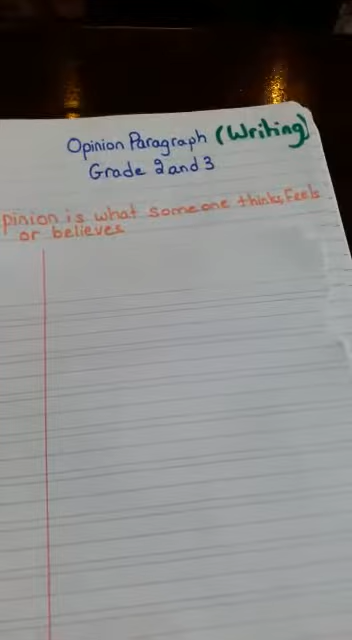 Opinion Paragraph (Writing)
Grade 2 and 3
pinion is what someone thinks, Feels
or believes